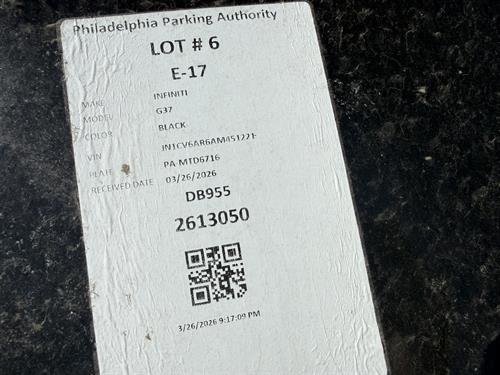 Philadelphia Parking Authority
LOT # 6
E-17
MAKE INFINITI
MODEL G37
COLOR BLACK
VIN JN1CV6AR6AM451221
PLATE PA-MTD6716
RECEIVED DATE 03/26/2026
DB955
2613050
3/26/2026 9:17:09 PM